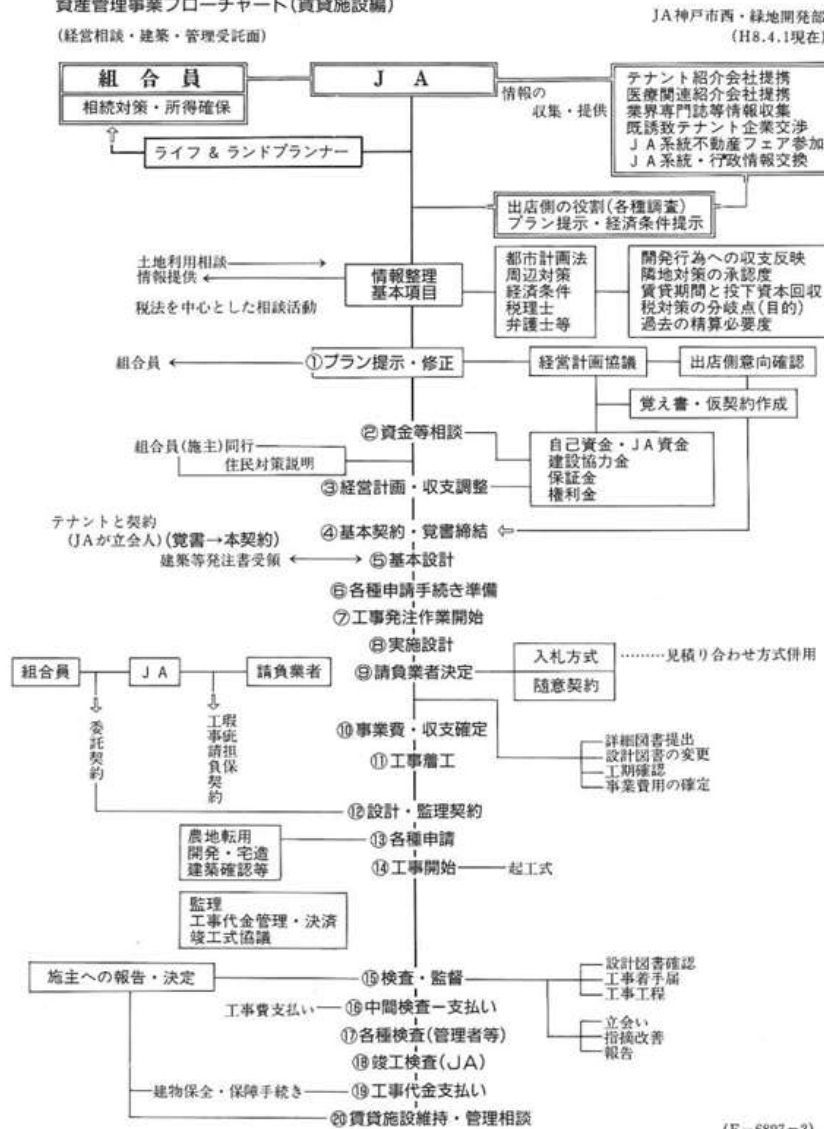 資産管理事業フローチャート(賃貸施設編)
JA神戸市西・緑地開発部
(経営相談・建築・管理受託面)
(H8.4.1現在)
組合員
相続対策・所得確保
JA
情報の
収集・提供
テナント紹介会社提携
医療関連紹介会社提携
業界専門誌等情報収集
既誘致テナント企業交渉
JA系統不動産フェア参加
JA系統・行政情報交換
ライフ & ランドプランナー
出店側の役割(各種調査)
プラン提示・経済条件提示
土地利用相談
情報提供
税法を中心とした相談活動
情報整理
基本項目
都市計画法
周辺対策
経済条件
税理士
弁護士等
開発行為への収支反映
隣地対策の承認度
賃貸期間と投下資本回収
税対策の分岐点(目的)
過去の精算必要度
組合員
①プラン提示・修正
経営計画協議
出店側意向確認
覚え書・仮契約作成
②資金等相談
組合員(施主)同行
住民対策説明
自己資金・JA資金
建設協力金
保証金
権利金
③経営計画・収支調整
テナントと契約
(JAが立会人)(覚書→本契約)
④基本契約・覚書締結
建築等発注書受領
⑤基本設計
⑥各種申請手続き準備
⑦工事発注作業開始
⑧実施設計
組合員
JA
請負業者
⑨請負業者決定
入札方式
随意契約
見積り合わせ方式併用
委託契約
瑕疵担保
工事請負契約
⑩事業費・収支確定
⑪工事着工
詳細図書提出
設計図書の変更
工期確認
事業費用の確定
⑫設計・監理契約
農地転用
開発・宅造
建築確認等
⑬各種申請
⑭工事開始
起工式
監理
工事代金管理・決済
竣工式協議
施主への報告・決定
⑮検査・監督
設計図書確認
工事着手届
工事工程
立会い
指摘改善
報告
工事費支払い
⑯中間検査ー支払い
⑰各種検査(管理者等)
⑱竣工検査(JA)
建物保全・保障手続き
⑲工事代金支払い
⑳賃貸施設維持・管理相談